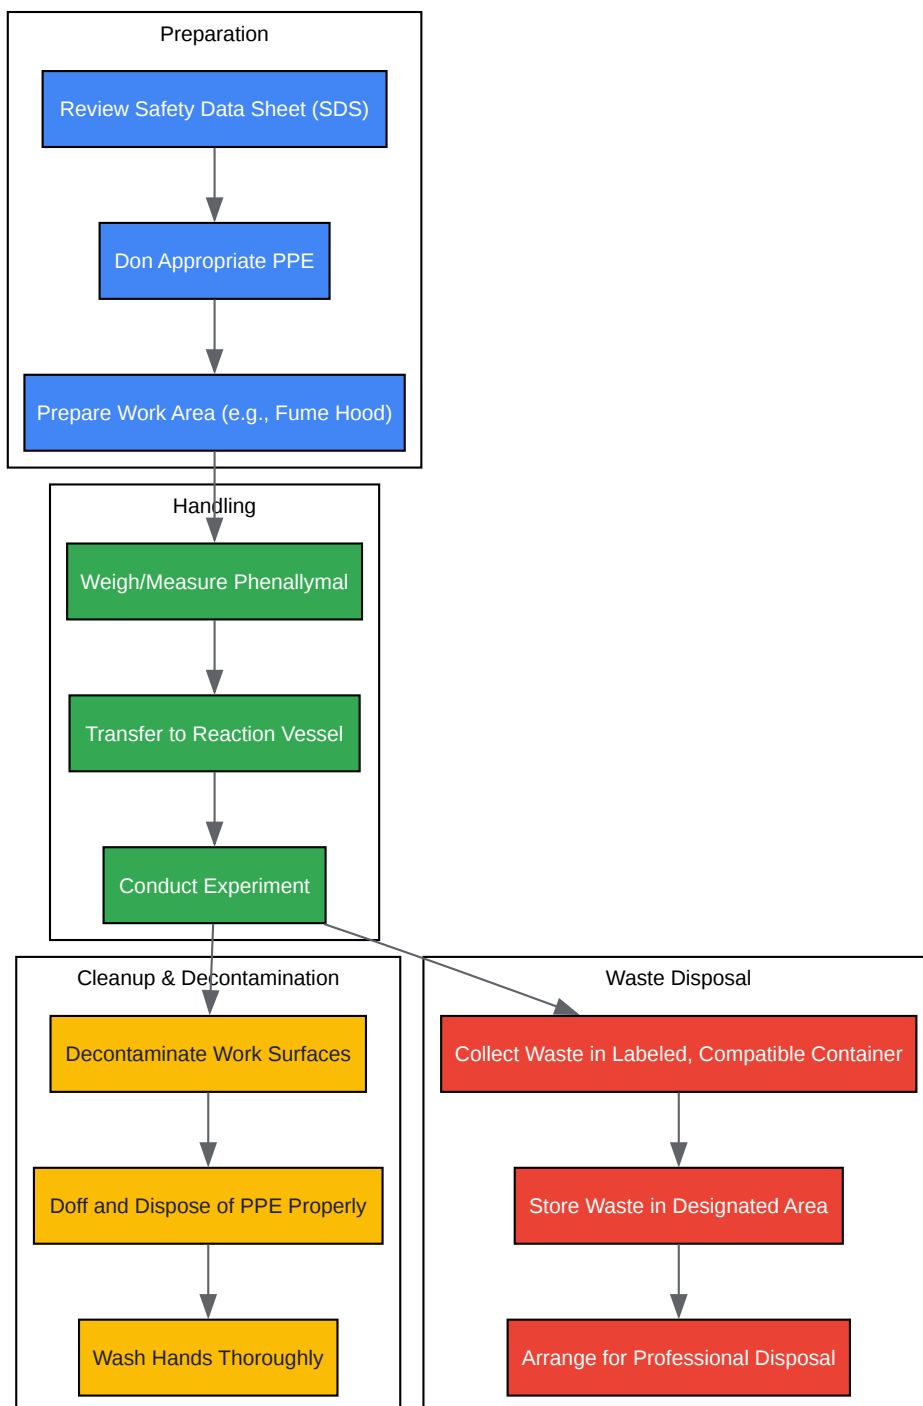 Preparation
Review Safety Data Sheet (SDS)
Don Appropriate PPE
Prepare Work Area (e.g., Fume Hood)
Handling
Weigh/Measure Phenallymal
Transfer to Reaction Vessel
Conduct Experiment
Cleanup & Decontamination
Decontaminate Work Surfaces
Doff and Dispose of PPE Properly
Wash Hands Thoroughly
Waste Disposal
Collect Waste in Labeled, Compatible Container
Store Waste in Designated Area
Arrange for Professional Disposal